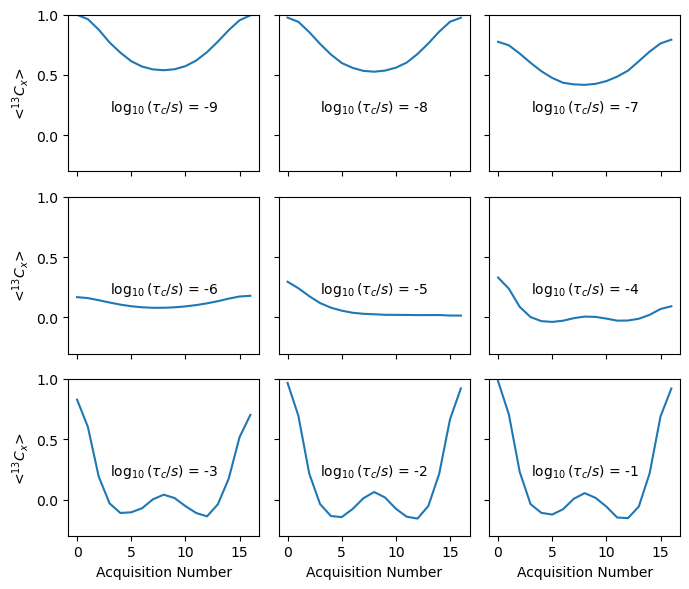 <¹³Cₓ>
1.0
0.5
0.0
log₁₀(τ_c/s) = -9
log₁₀(τ_c/s) = -8
log₁₀(τ_c/s) = -7
<¹³Cₓ>
1.0
0.5
0.0
log₁₀(τ_c/s) = -6
log₁₀(τ_c/s) = -5
log₁₀(τ_c/s) = -4
<¹³Cₓ>
1.0
0.5
0.0
log₁₀(τ_c/s) = -3
log₁₀(τ_c/s) = -2
log₁₀(τ_c/s) = -1
0 5 10 15
0 5 10 15
0 5 10 15
Acquisition Number
Acquisition Number
Acquisition Number